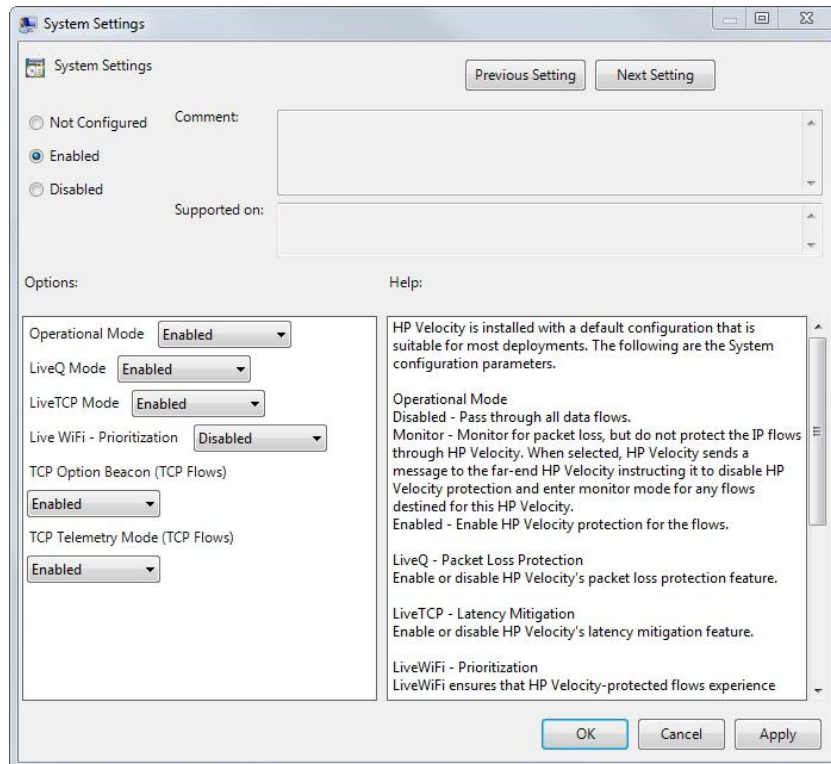 System Settings
System Settings
Previous Setting
Next Setting
Not Configured
Comment:
Enabled
Disabled
Supported on:
Options:
Help:
Operational Mode Enabled
LiveQ Mode Enabled
LiveTCP Mode Enabled
Live WiFi - Prioritization Disabled
TCP Option Beacon (TCP Flows)
Enabled
TCP Telemetry Mode (TCP Flows)
Enabled
HP Velocity is installed with a default configuration that is
suitable for most deployments. The following are the System
configuration parameters.
Operational Mode
Disabled - Pass through all data flows.
Monitor - Monitor for packet loss, but do not protect the IP flows
through HP Velocity. When selected, HP Velocity sends a
message to the far-end HP Velocity instructing it to disable HP
Velocity protection and enter monitor mode for any flows
destined for this HP Velocity.
Enabled - Enable HP Velocity protection for the flows.
LiveQ - Packet Loss Protection
Enable or disable HP Velocity's packet loss protection feature.
LiveTCP - Latency Mitigation
Enable or disable HP Velocity's latency mitigation feature.
LiveWiFi - Prioritization
LiveWiFi ensures that HP Velocity-protected flows experience
OK
Cancel
Apply